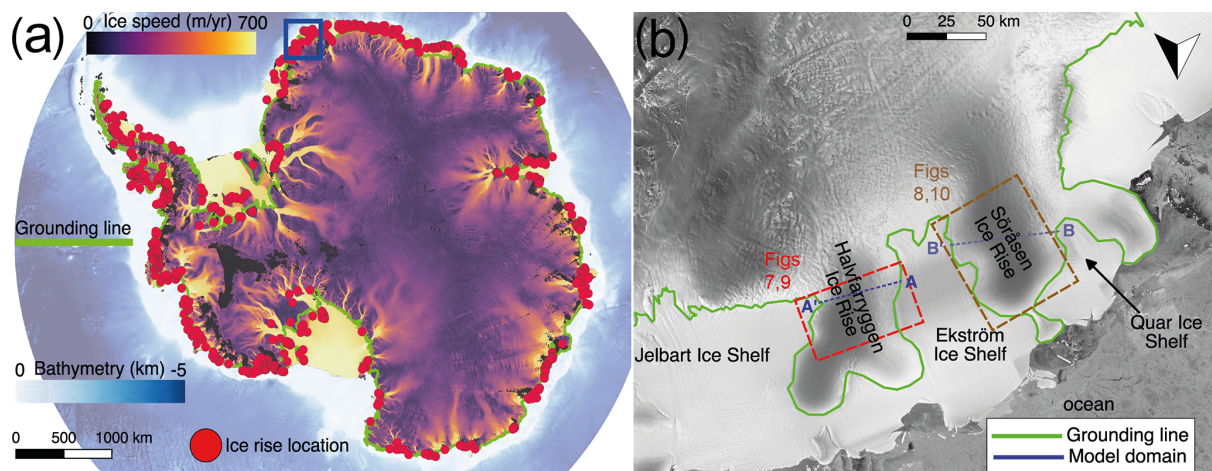 (a)
0 Ice speed (m/yr) 700
Grounding line
0 Bathymetry (km) -5
0 500 1000 km
Ice rise location
(b)
0 25 50 km
Figs
8,10
Söråsen
Ice Rise
B
B
Figs
7,9
Halvfarryggen
Ice Rise
A'
A
Quar Ice
Shelf
Ekström
Ice Shelf
Jelbart Ice Shelf
ocean
Grounding line
Model domain